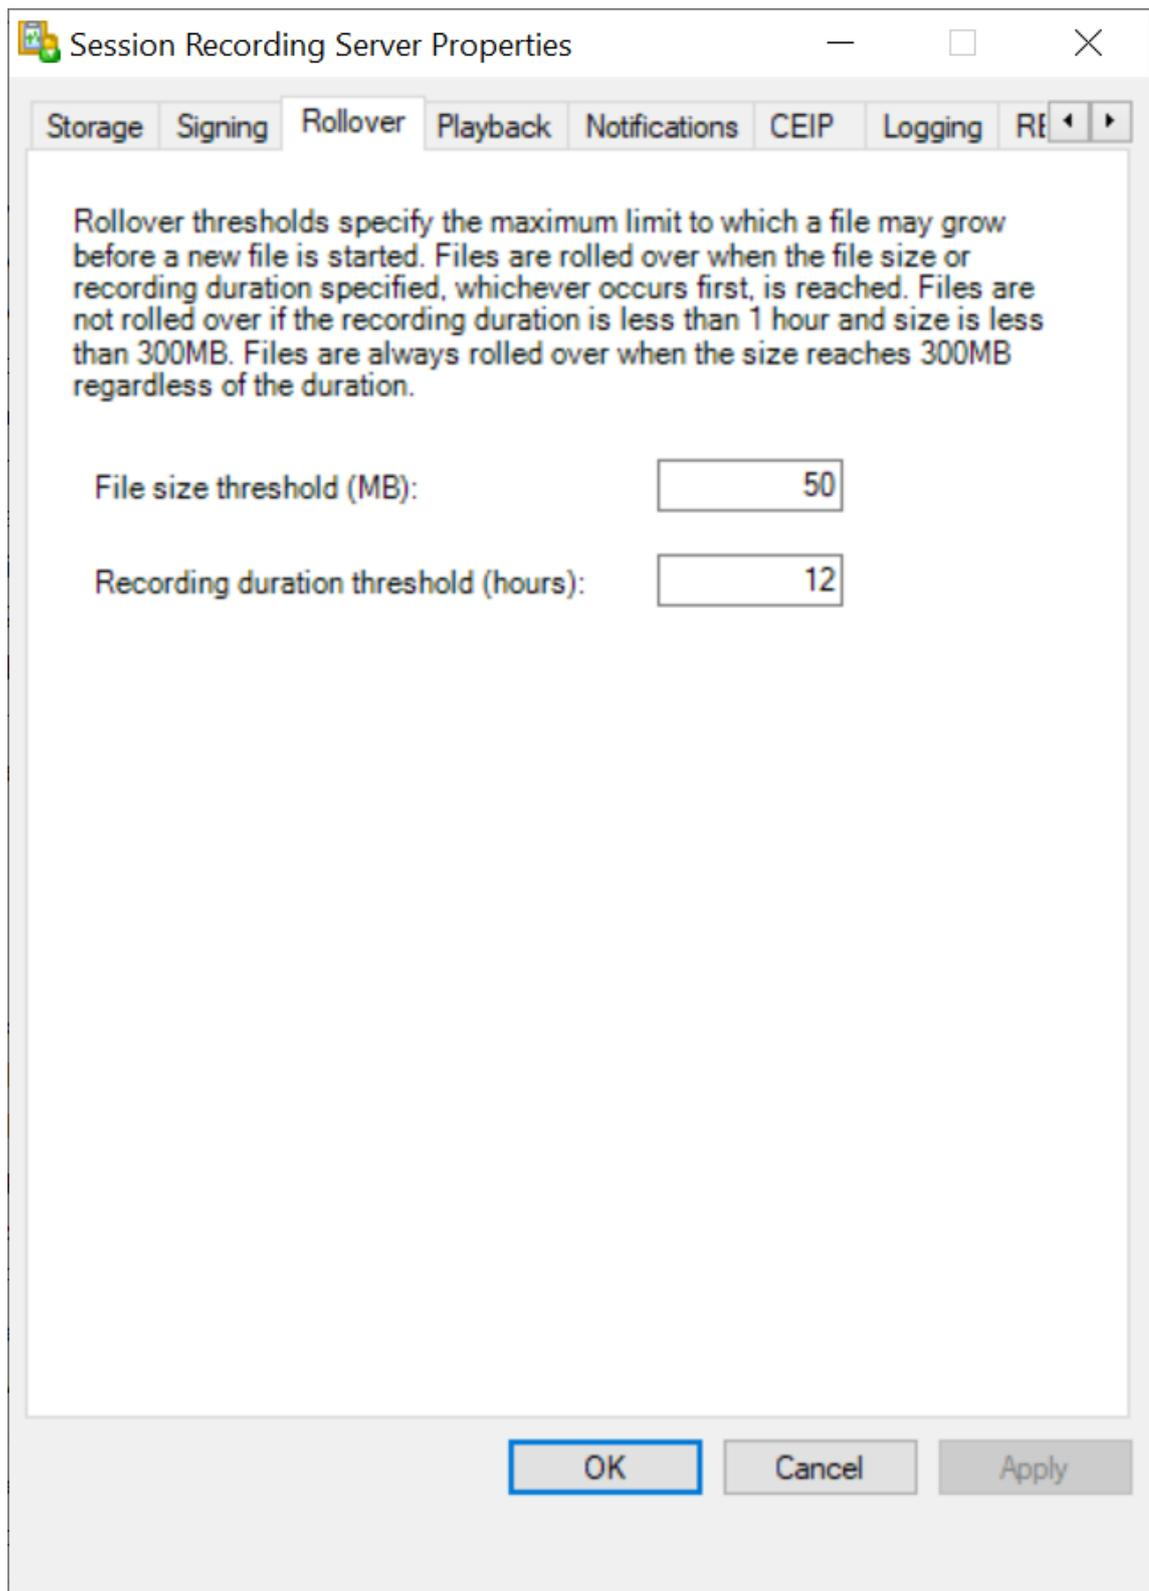 Session Recording Server Properties
Storage Signing Rollover Playback Notifications CEIP Logging
Rollover thresholds specify the maximum limit to which a file may grow
before a new file is started. Files are rolled over when the file size or
recording duration specified, whichever occurs first, is reached. Files are
not rolled over if the recording duration is less than 1 hour and size is less
than 300MB. Files are always rolled over when the size reaches 300MB
regardless of the duration.
File size threshold (MB): 50
Recording duration threshold (hours): 12
OK Cancel Apply